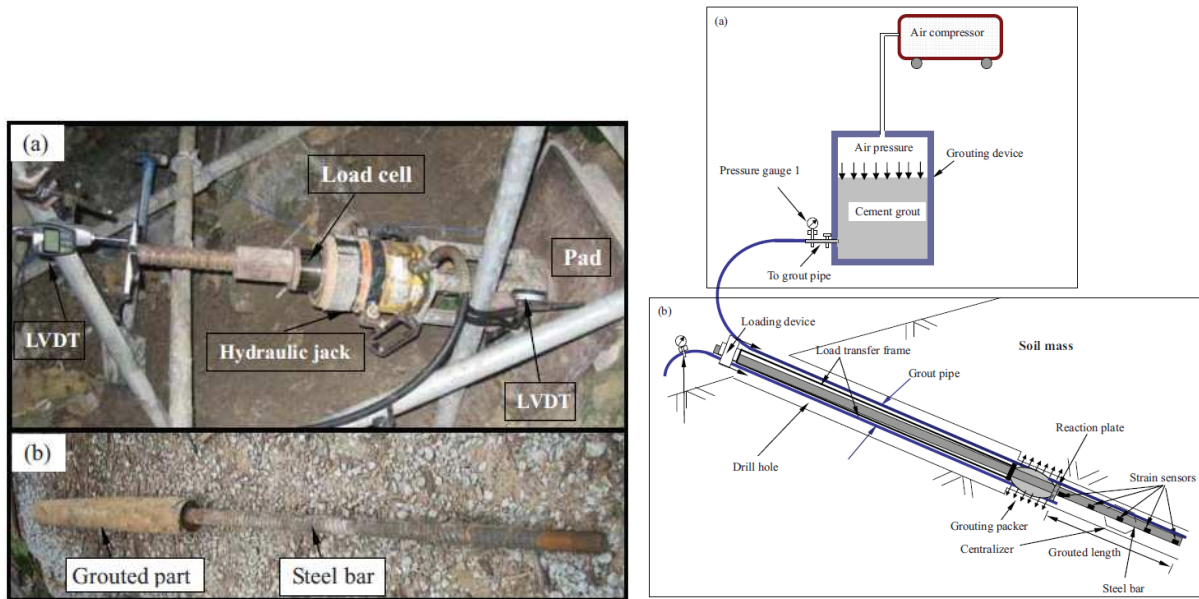 (a)
Load cell
Pad
LVDT
Hydraulic jack
LVDT
(b)
Grouted part
Steel bar
(a)
Air compressor
Air pressure
Grouting device
Pressure gauge 1
Cement grout
To grout pipe
(b)
Loading device
Soil mass
Load transfer frame
Grout pipe
Reaction plate
Drill hole
Strain sensors
Grouting packer
Centralizer
Grouted length
Steel bar